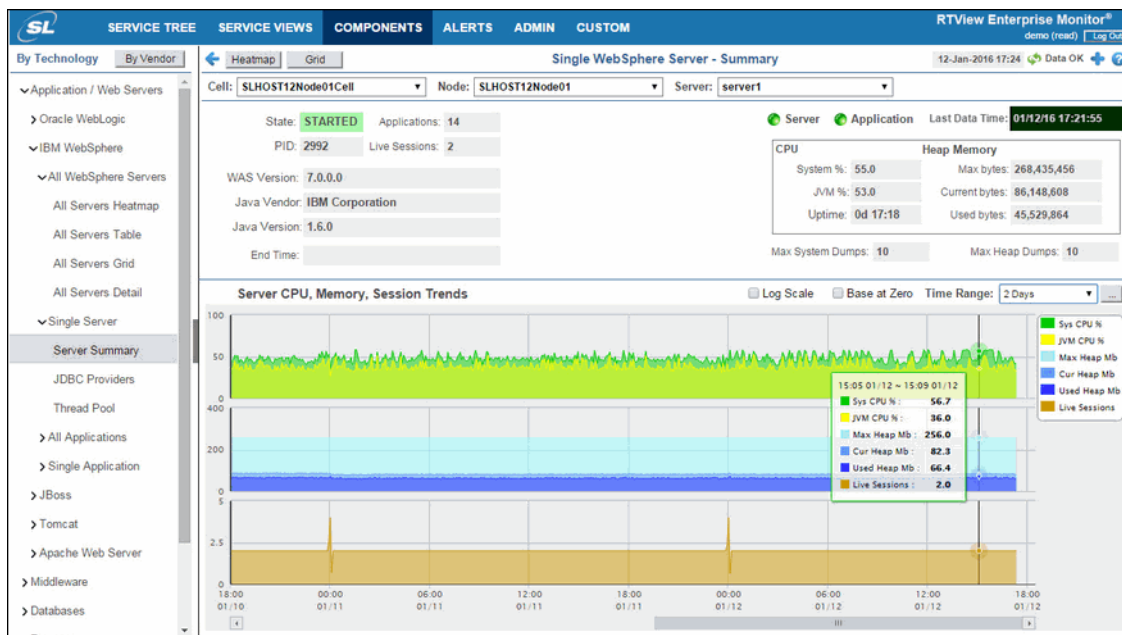 SL SERVICE TREE SERVICE VIEWS COMPONENTS ALERTS ADMIN CUSTOM RTView Enterprise Monitor®
demo (read) Log Out
By Technology By Vendor
Application / Web Servers
Oracle WebLogic
IBM WebSphere
All WebSphere Servers
All Servers Heatmap
All Servers Table
All Servers Grid
All Servers Detail
Single Server
Server Summary
JDBC Providers
Thread Pool
All Applications
Single Application
JBoss
Tomcat
Apache Web Server
Middleware
Databases
Heatmap Grid Single WebSphere Server - Summary 12-Jan-2016 17:24 Data OK
Cell: SLHOST12Node01Cell Node: SLHOST12Node01 Server: server1
State: STARTED Applications: 14
PID: 2992 Live Sessions: 2
WAS Version: 7.0.0.0
Java Vendor: IBM Corporation
Java Version: 1.6.0
End Time:
Server Application Last Data Time: 01/12/16 17:21:55
CPU Heap Memory
System %: 55.0 Max bytes: 268,435,456
JVM %: 53.0 Current bytes: 86,148,608
Uptime: 0d 17:18 Used bytes: 45,529,864
Max System Dumps: 10 Max Heap Dumps: 10
Server CPU, Memory, Session Trends Log Scale Base at Zero Time Range: 2 Days ...
100
50
0
400
200
0
5
2.5
0
15:05 01/12 ~ 15:09 01/12
Sys CPU % : 56.7
JVM CPU % : 36.0
Max Heap Mb : 256.0
Cur Heap Mb : 82.3
Used Heap Mb : 66.4
Live Sessions : 2.0
Sys CPU %
JVM CPU %
Max Heap Mb
Cur Heap Mb
Used Heap Mb
Live Sessions
18:00 00:00 06:00 12:00 18:00 00:00 06:00 12:00 18:00
01/10 01/11 01/11 01/11 01/11 01/12 01/12 01/12 01/12